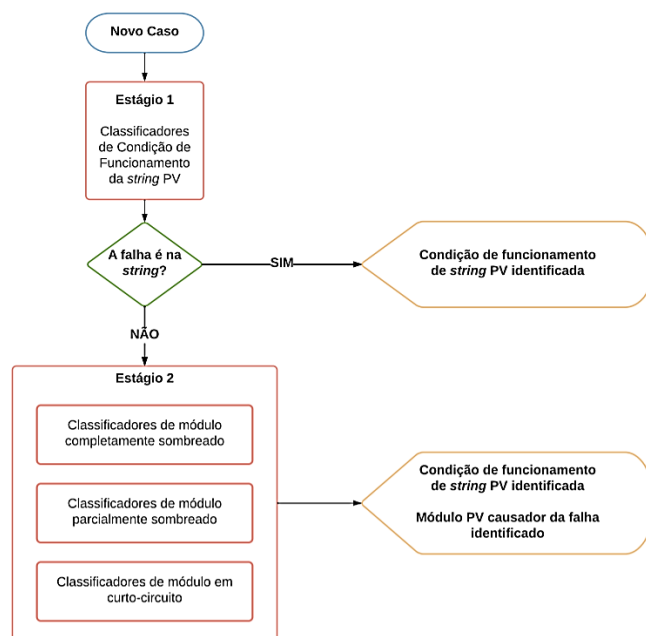 Novo Caso
Estágio 1
Classificadores
de Condição de
Funcionamento
da string PV
A falha é na
string?
SIM
Condição de funcionamento
de string PV identificada
NÃO
Estágio 2
Classificadores de módulo
completamente sombreado
Classificadores de módulo
parcialmente sombreado
Classificadores de módulo em
curto-circuito
Condição de funcionamento
de string PV identificada
Módulo PV causador da falha
identificado